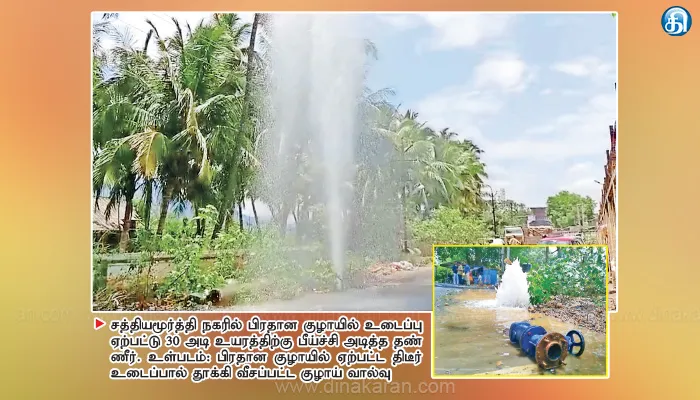 தி
சத்தியமூர்த்தி நகரில் பிரதான குழாயில் உடைப்பு
ஏற்பட்டு 30 அடி உயரத்திற்கு பீய்ச்சி அடித்த தண்
ணீர். உள்படம்: பிரதான குழாயில் ஏற்பட்ட திடீர்
உடைப்பால் தூக்கி வீசப்பட்ட குழாய் வால்வு
www.dinakaran.com